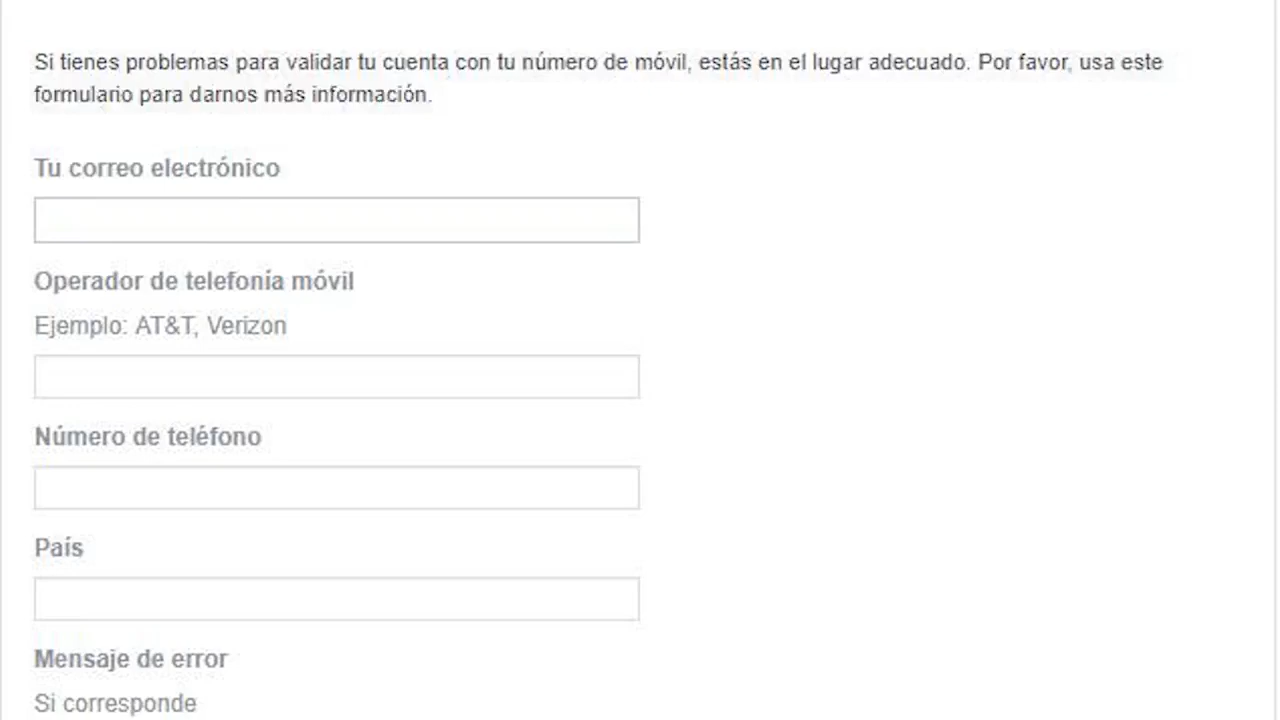 Si tienes problemas para validar tu cuenta con tu número de móvil, estás en el lugar adecuado. Por favor, usa este
formulario para darnos más información.
Tu correo electrónico
Operador de telefonía móvil
Ejemplo: AT&T, Verizon
Número de teléfono
País
Mensaje de error
Si corresponde